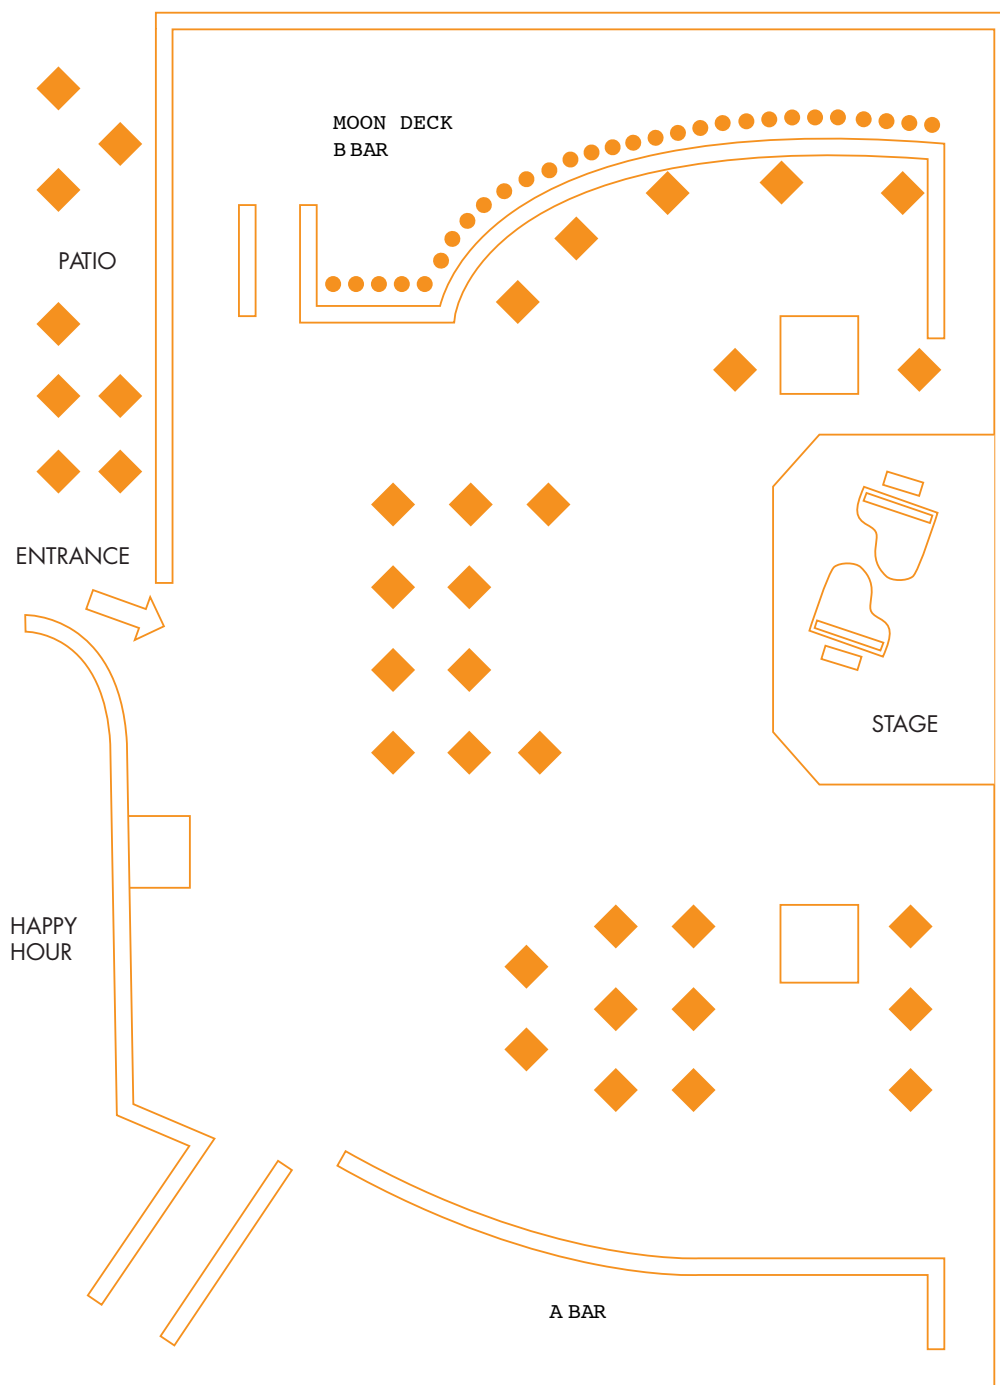 MOON DECK
B BAR
PATIO
ENTRANCE
STAGE
HAPPY
HOUR
A BAR